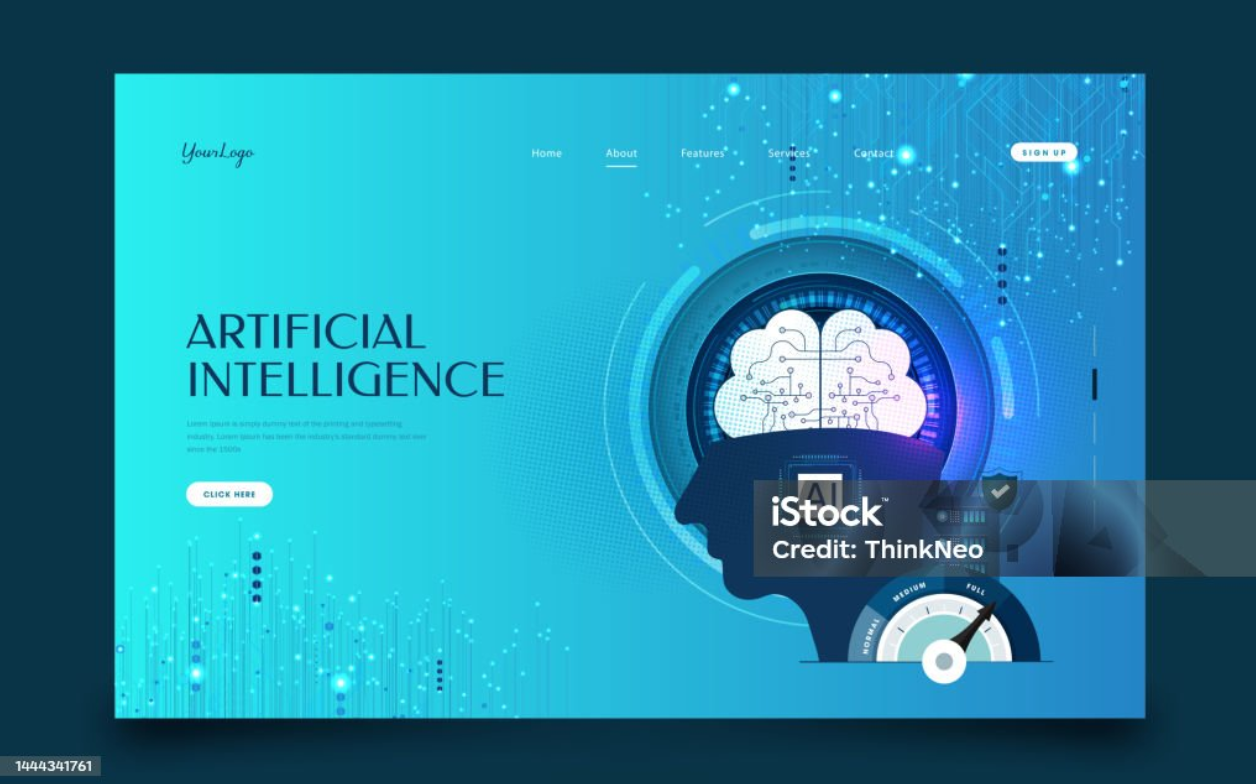 YourLogo
Home About Features Services Contact
SIGN UP
ARTIFICIAL
INTELLIGENCE
Lorem Ipsum is simply dummy text of the printing and typesetting
industry. Lorem Ipsum has been the industry's standard dummy text ever
since the 1500s
CLICK HERE
AI
iStock™
Credit: ThinkNeo
NORMAL
MEDIUM
FULL
1444341761